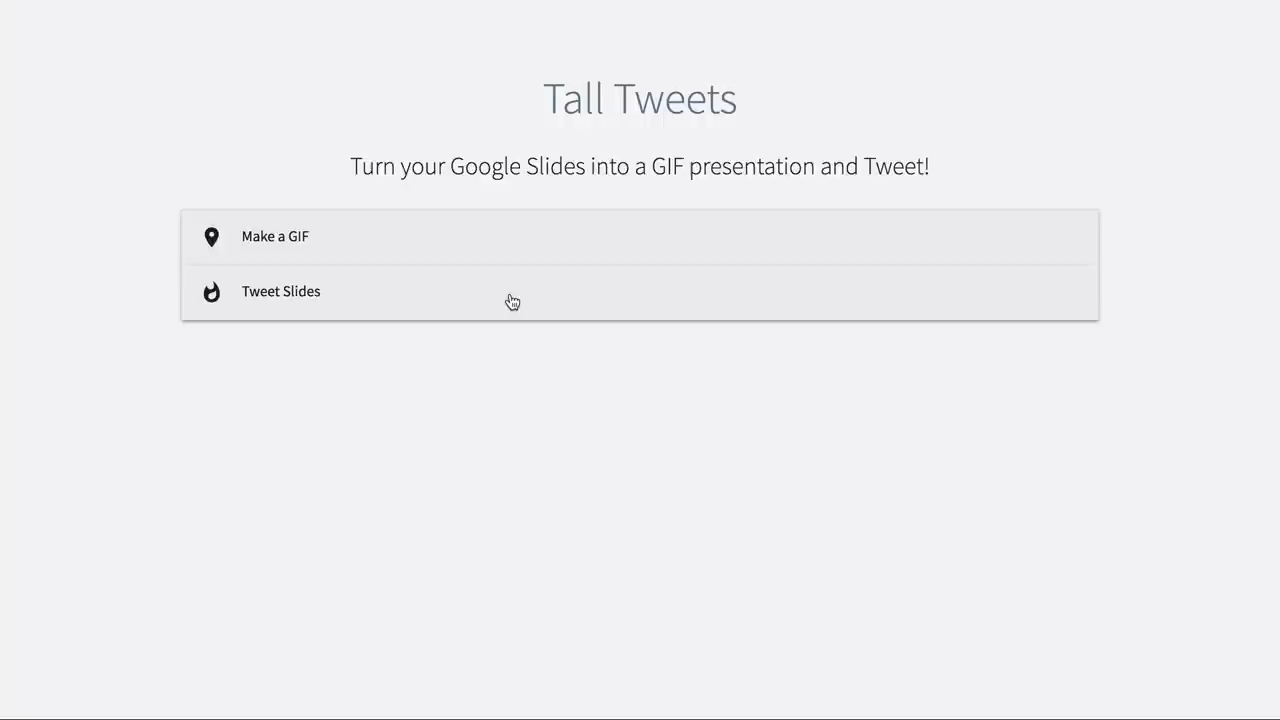 Tall Tweets
Turn your Google Slides into a GIF presentation and Tweet!
Make a GIF
Tweet Slides